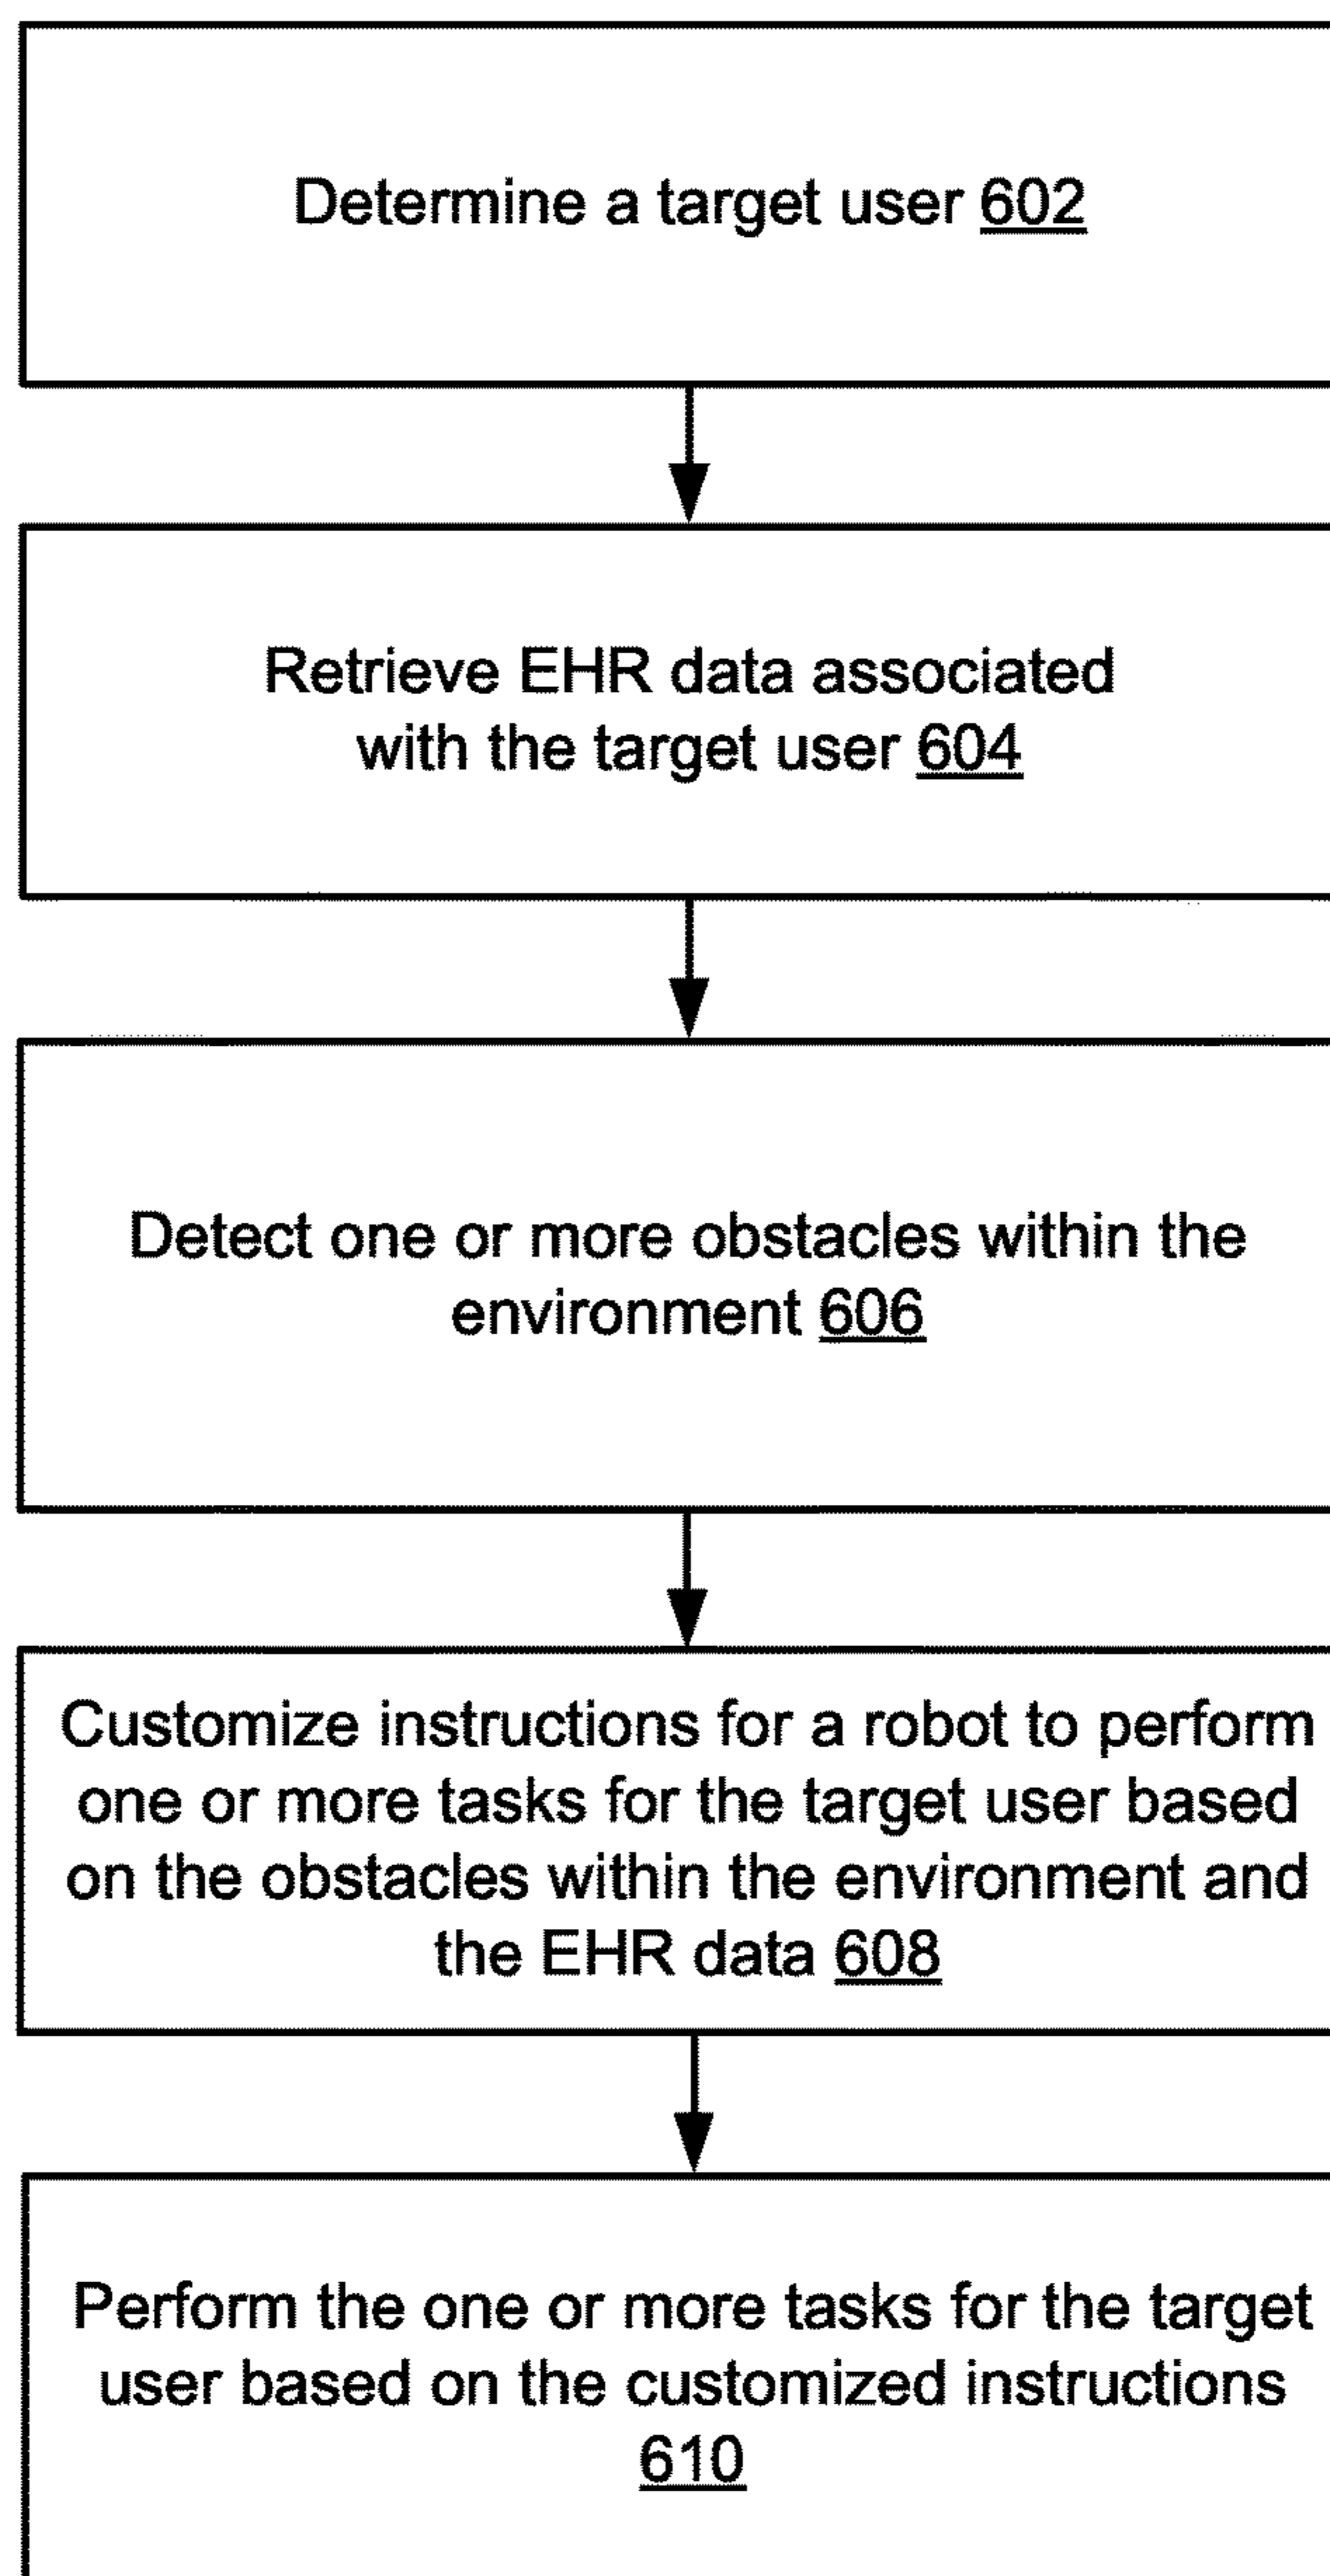 Determine a target user 602
Retrieve EHR data associated
with the target user 604
Detect one or more obstacles within the
environment 606
Customize instructions for a robot to perform
one or more tasks for the target user based
on the obstacles within the environment and
the EHR data 608
Perform the one or more tasks for the target
user based on the customized instructions
610